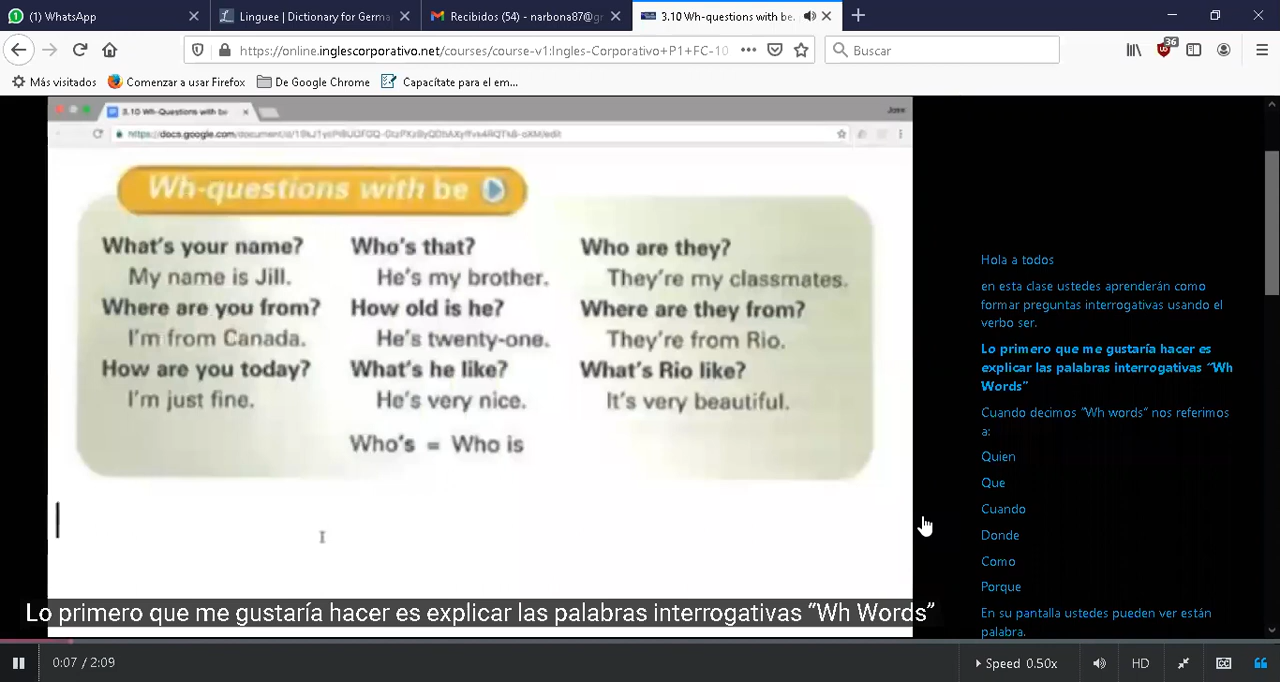 (1) WhatsApp
Linguee | Dictionary for Germa
Recibidos (54) - narbona87@g
3.10 Wh-questions with be.
https://online.inglescorporativo.net/courses/course-v1:Ingles-Corporativo+P1+FC-10
Buscar
36
Más visitados
Comenzar a usar Firefox
De Google Chrome
Capacítate para el em...
3.10 Wh-Questions with be
Wh-questions with be
What's your name?
My name is Jill.
Where are you from?
I'm from Canada.
How are you today?
I'm just fine.
Who's that?
He's my brother.
How old is he?
He's twenty-one.
What's he like?
He's very nice.
Who's = Who is
Who are they?
They're my classmates.
Where are they from?
They're from Rio.
What's Rio like?
It's very beautiful.
Lo primero que me gustaría hacer es explicar las palabras interrogativas “Wh Words”
Hola a todos
en esta clase ustedes aprenderán como
formar preguntas interrogativas usando el
verbo ser.
Lo primero que me gustaría hacer es
explicar las palabras interrogativas “Wh
Words”
Cuando decimos “Wh words” nos referimos
a:
Quien
Que
Cuando
Donde
Como
Porque
En su pantalla ustedes pueden ver están
palabra.
0:07 / 2:09
Speed 0.50x
HD